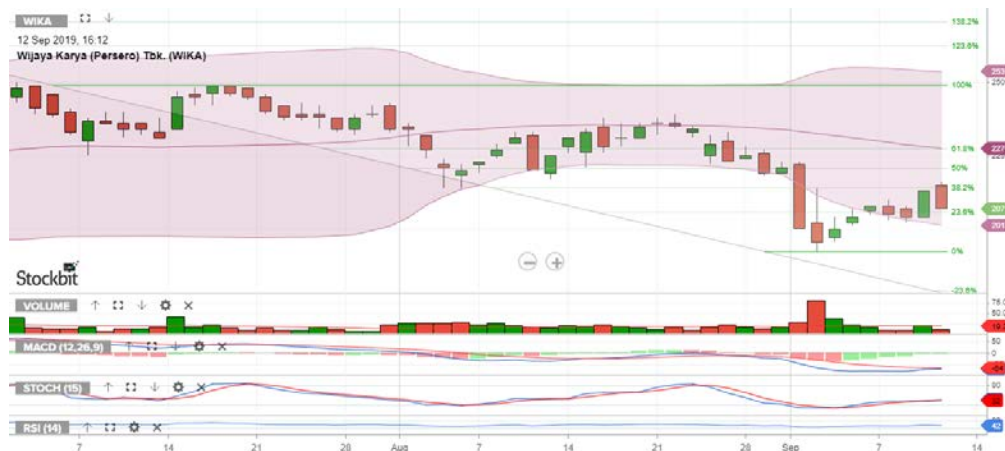 WIKA
12 Sep 2019, 16:12
Wijaya Karya (Persero) Tbk. (WIKA)
138.2%
123.6%
100%
61.8%
50%
38.2%
23.6%
0%
-23.6%
Stockbit
VOLUME
MACD (12,26,9)
STOCH (15)
RSI (14)
42
7
14
21
28
Aug
7
14
21
28
Sep
7
14